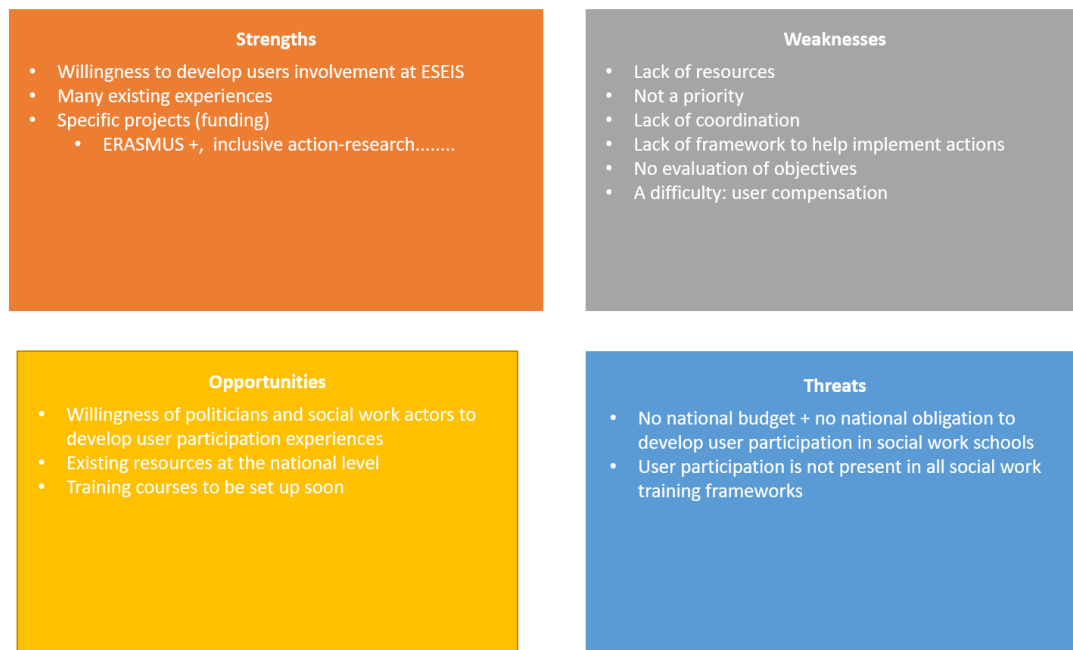 Strengths
• Willingness to develop users involvement at ESEIS
• Many existing experiences
• Specific projects (funding)
• ERASMUS +, inclusive action-research........
Weaknesses
• Lack of resources
• Not a priority
• Lack of coordination
• Lack of framework to help implement actions
• No evaluation of objectives
• A difficulty: user compensation
Opportunities
• Willingness of politicians and social work actors to
develop user participation experiences
• Existing resources at the national level
• Training courses to be set up soon
Threats
• No national budget + no national obligation to
develop user participation in social work schools
• User participation is not present in all social work
training frameworks